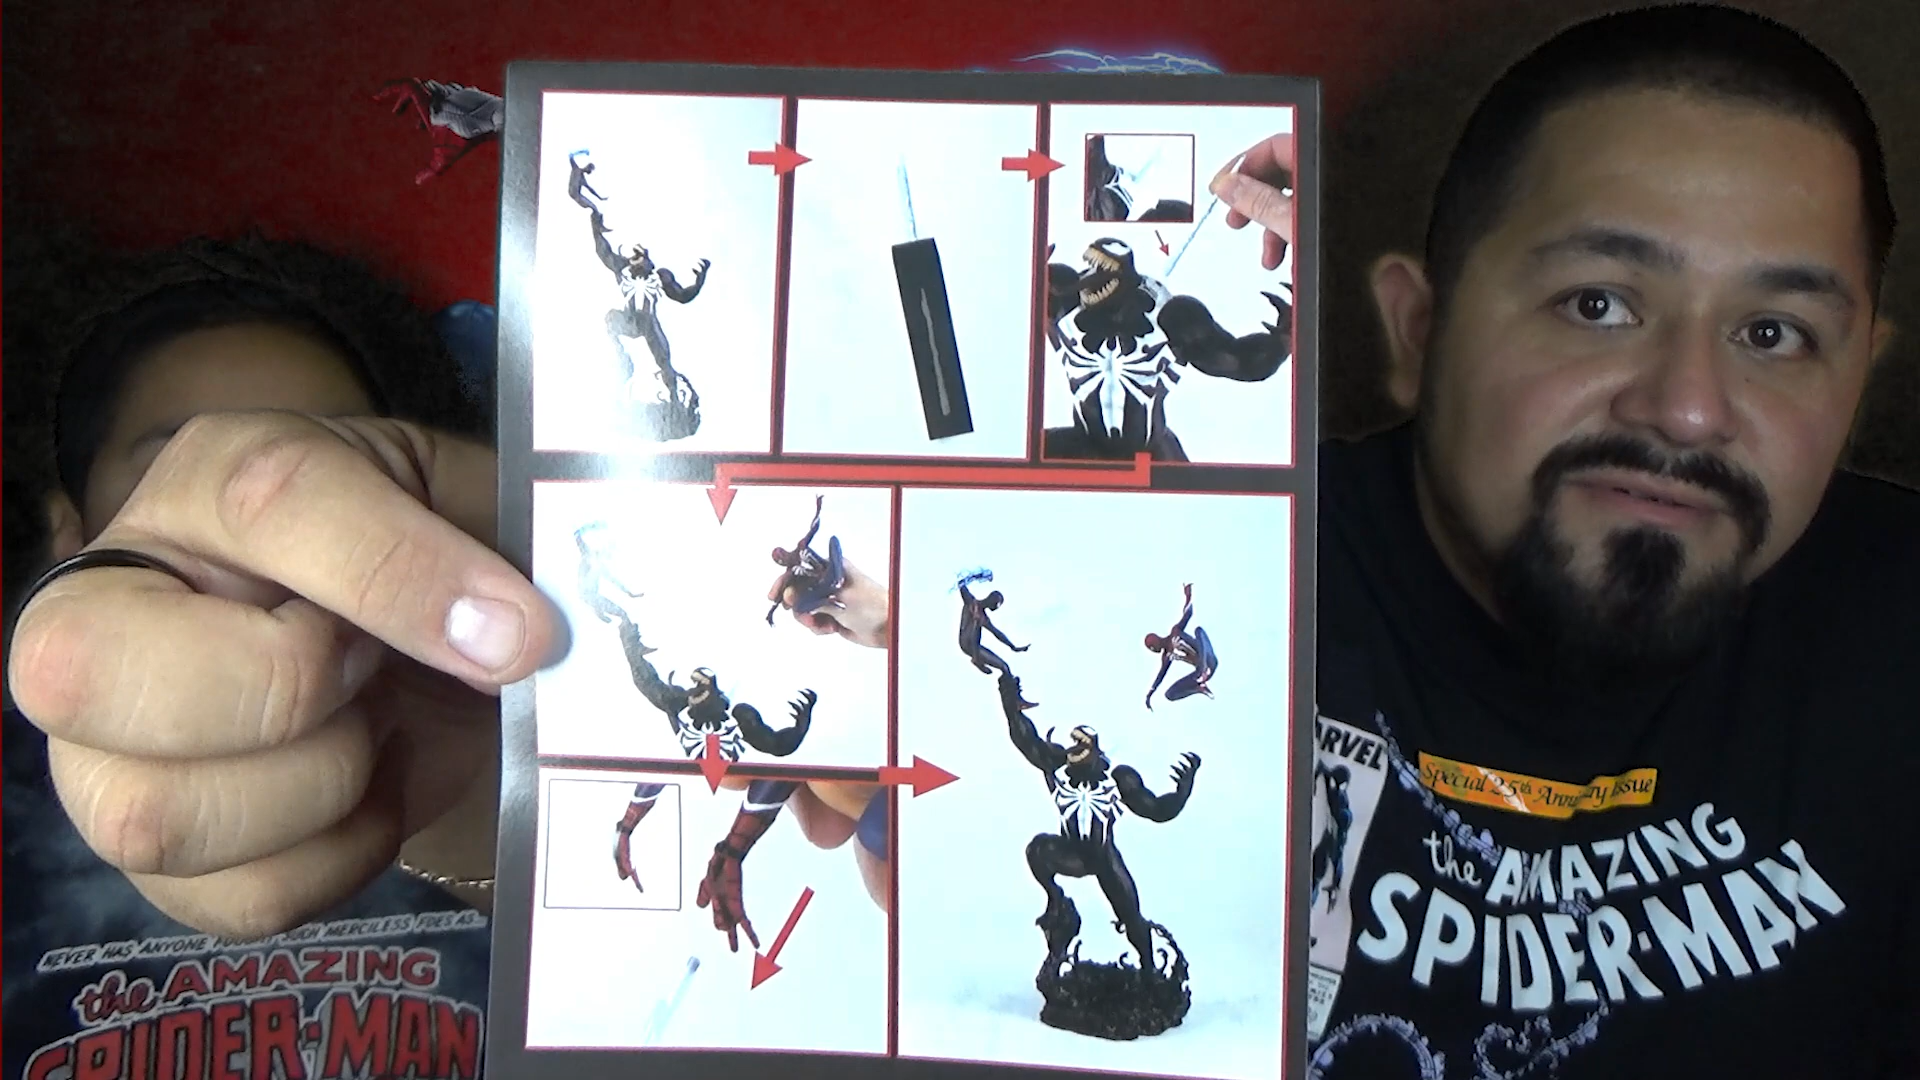 NEVER HAS ANYONE FOUGHT SUCH MERCILESS FOES AS...
the AMAZING
SPIDER-MAN
MARVEL
Special 25th Anniversary Issue
the AMAZING
SPIDER-MAN